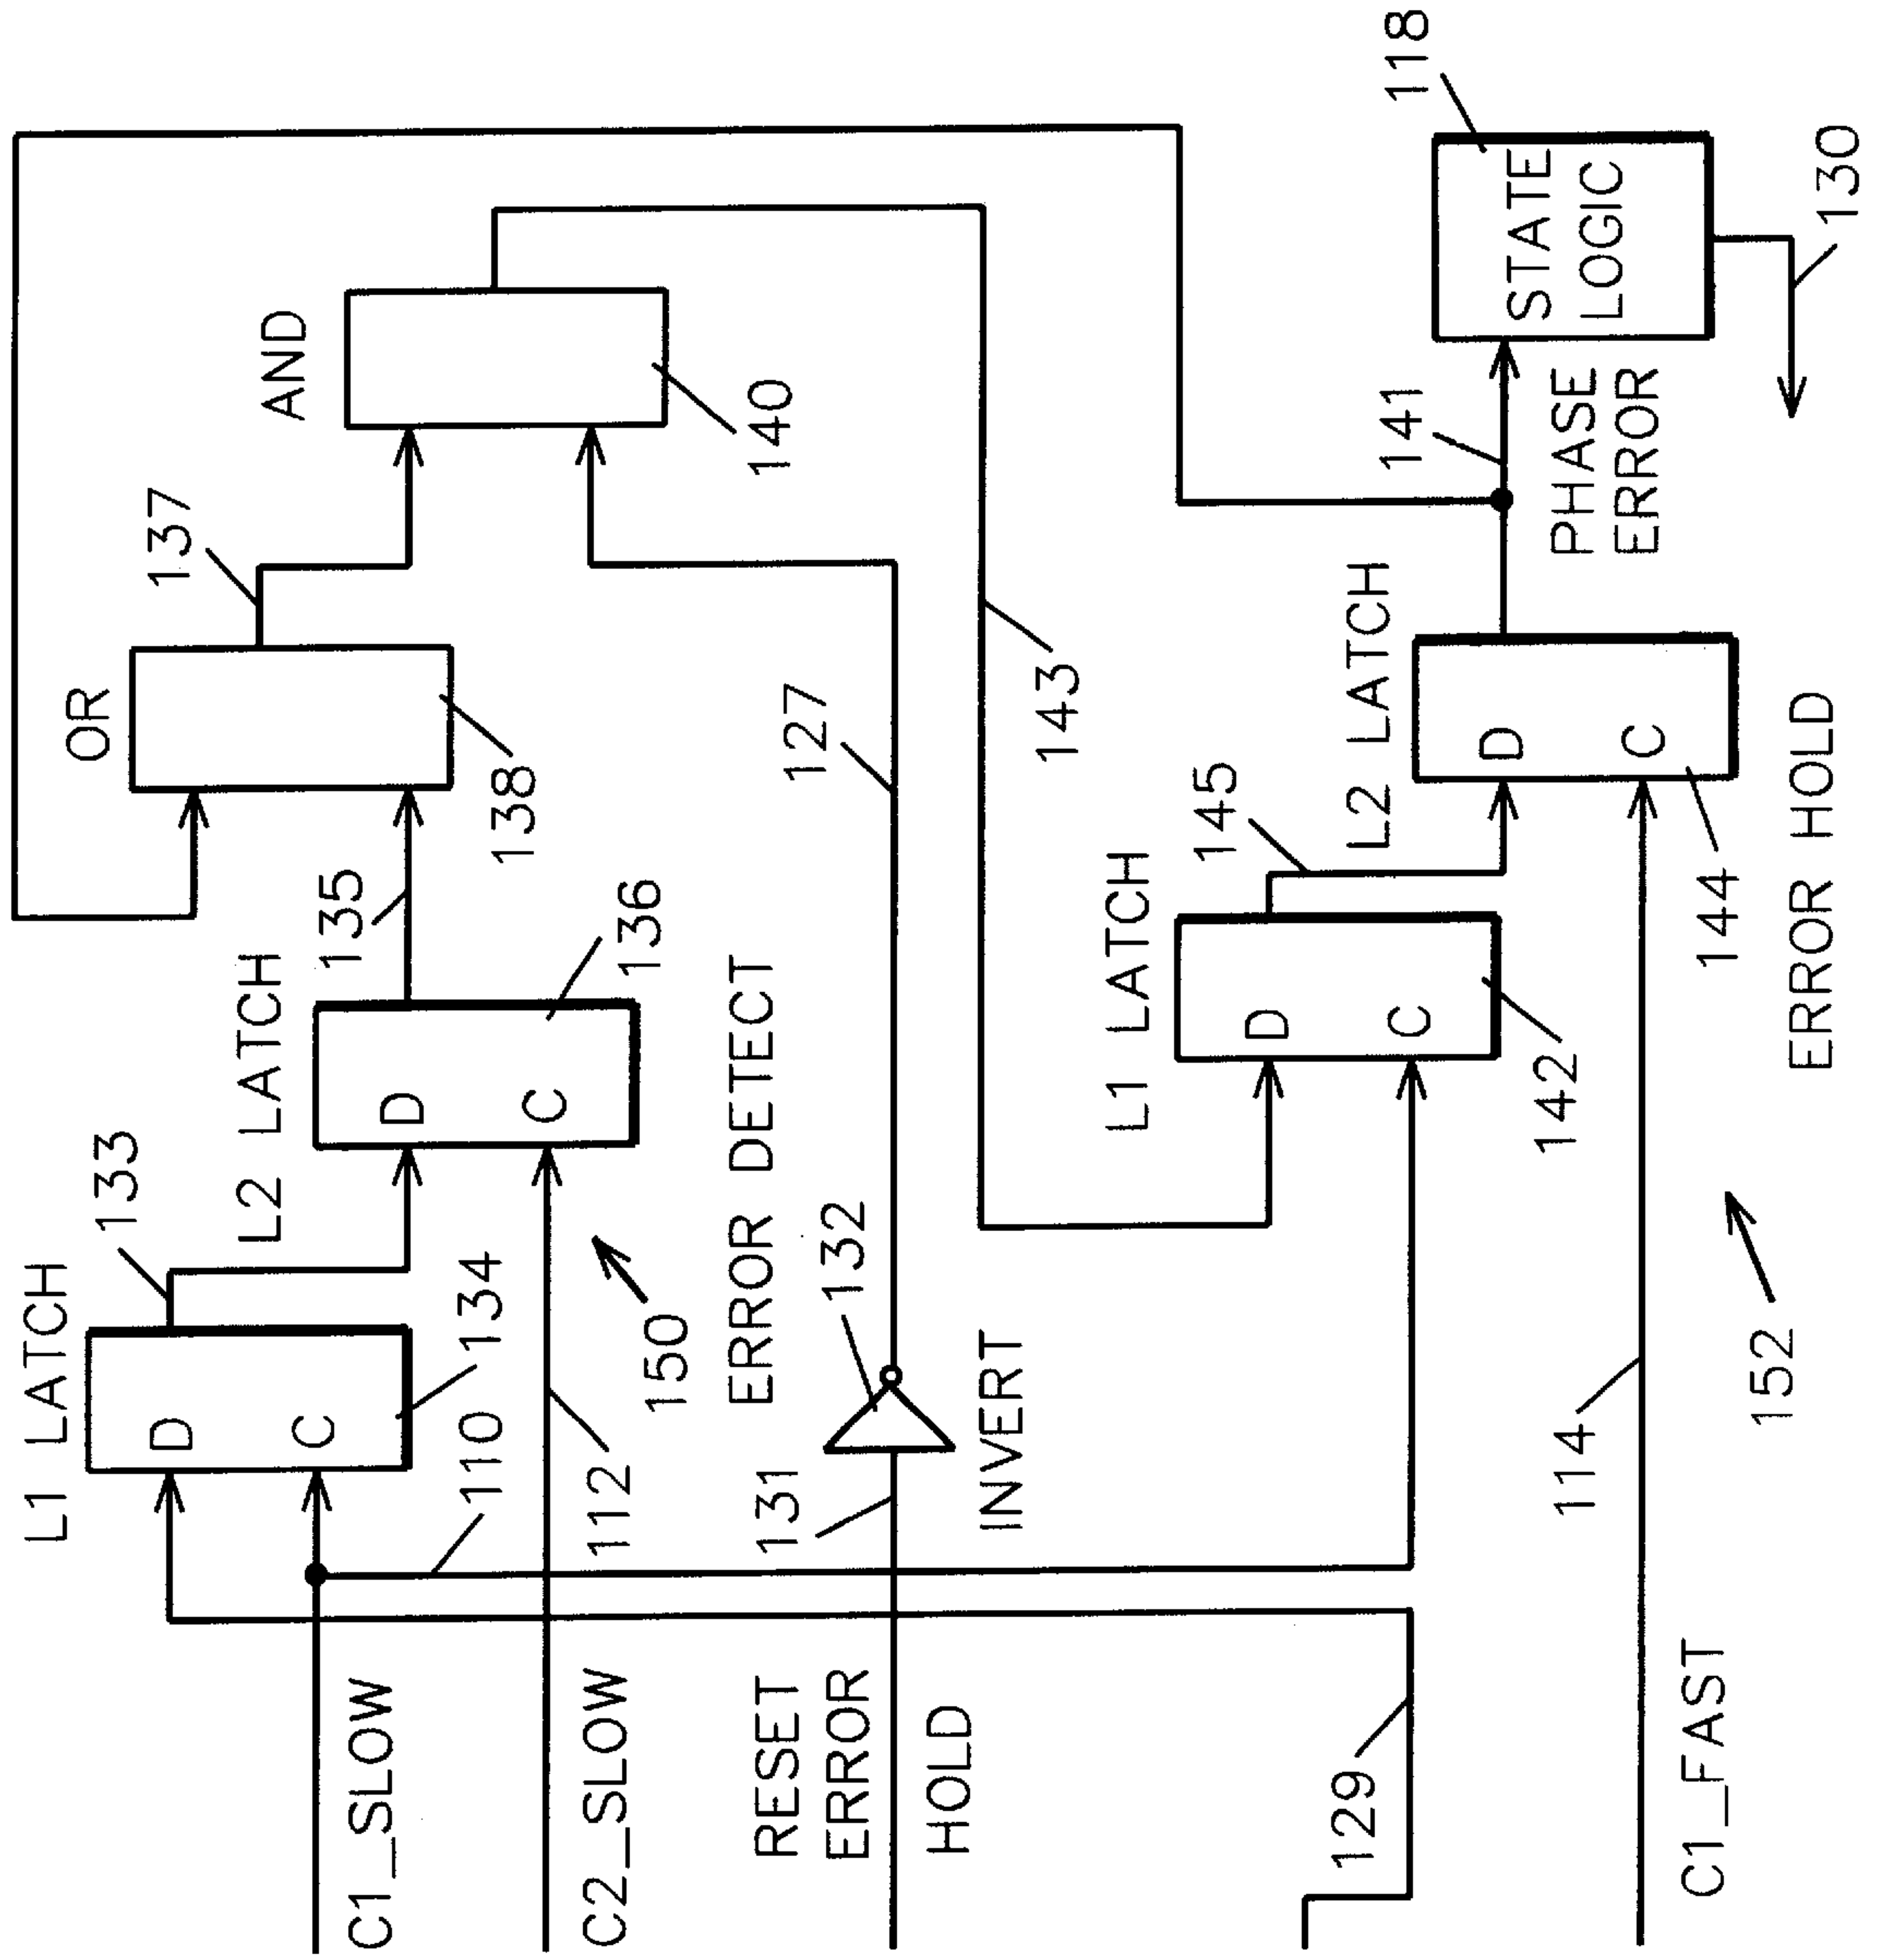 L1 LATCH
D
C
133
134
110
L2 LATCH
D
C
135
136
OR
137
138
AND
140
C1_SLOW
C2_SLOW
112
150
ERROR DETECT
RESET
ERROR
HOLD
131
132
INVERT
127
143
129
L1 LATCH
D
C
142
145
L2 LATCH
D
C
144
141
PHASE
ERROR
STATE
LOGIC
118
130
C1_FAST
114
152
ERROR HOLD